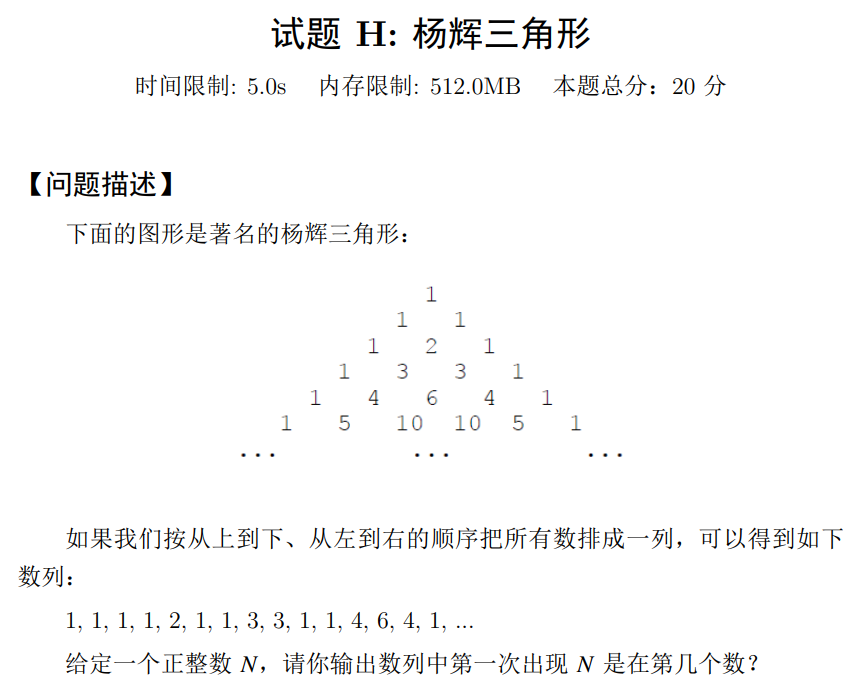 试题 H: 杨辉三角形
时间限制: 5.0s 内存限制: 512.0MB 本题总分：20 分
【问题描述】
下面的图形是著名的杨辉三角形：
1
1 1
1 2 1
1 3 3 1
1 4 6 4 1
1 5 10 10 5 1
... ... ...
如果我们按从上到下、从左到右的顺序把所有数排成一列，可以得到如下
数列：
1, 1, 1, 1, 2, 1, 1, 3, 3, 1, 1, 4, 6, 4, 1, ...
给定一个正整数 N，请你输出数列中第一次出现 N 是在第几个数？